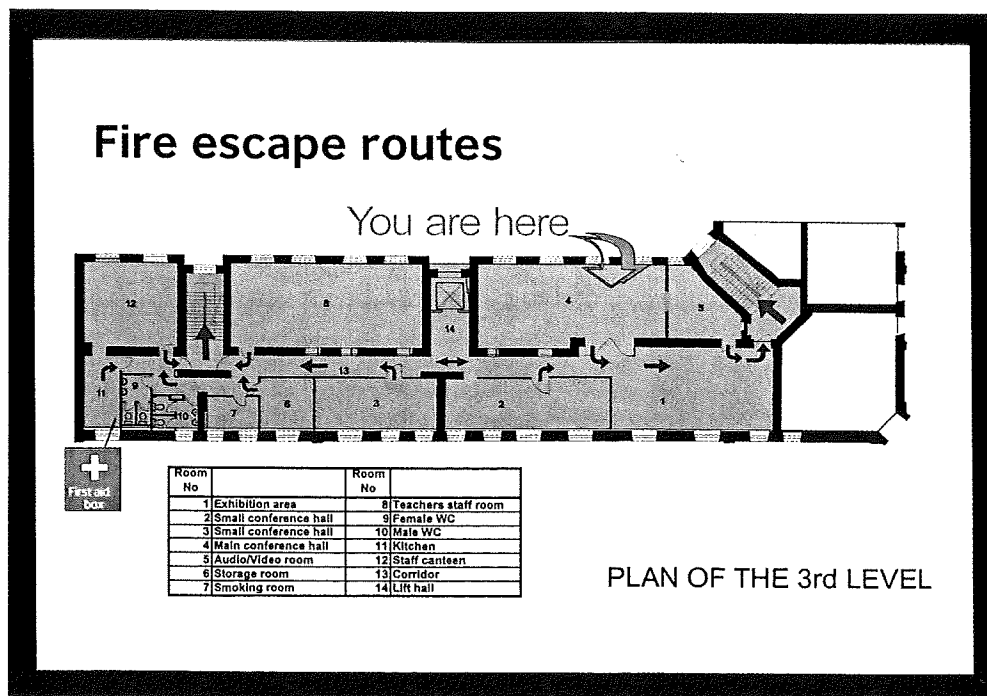 Fire escape routes
You are here
12
8
4
5
14
13
11
9
10
7
6
3
2
1
First aid
box
Room No Room No
1 Exhibition area 8 Teachers staff room
2 Small conference hall 9 Female WC
3 Small conference hall 10 Male WC
4 Main conference hall 11 Kitchen
5 Audio/Video room 12 Staff canteen
6 Storage room 13 Corridor
7 Smoking room 14 Lift hall
PLAN OF THE 3rd LEVEL